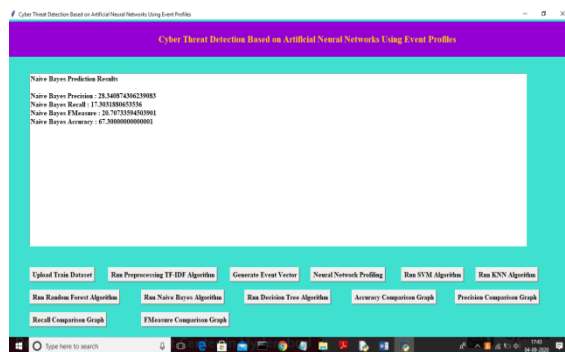 Cyber Threat Detection Based on Artificial Neural Networks Using Event Profiles
Cyber Threat Detection Based on Artificial Neural Networks Using Event Profiles
Naive Bayes Prediction Results
Naive Bayes Precision : 28.340874306239083
Naive Bayes Recall : 17.3031880653536
Naive Bayes FMeasure : 20.70733594503901
Naive Bayes Accuracy : 67.30000000000001
Upload Train Dataset Run Preprocessing TF-IDF Algorithm Generate Event Vector Neural Network Profiling Run SVM Algorithm Run KNN Algorithm
Run Random Forest Algorithm Run Naive Bayes Algorithm Run Decision Tree Algorithm Accuracy Comparison Graph Precision Comparison Graph
Recall Comparison Graph FMeasure Comparison Graph
Type here to search
17:43
04-09-2020